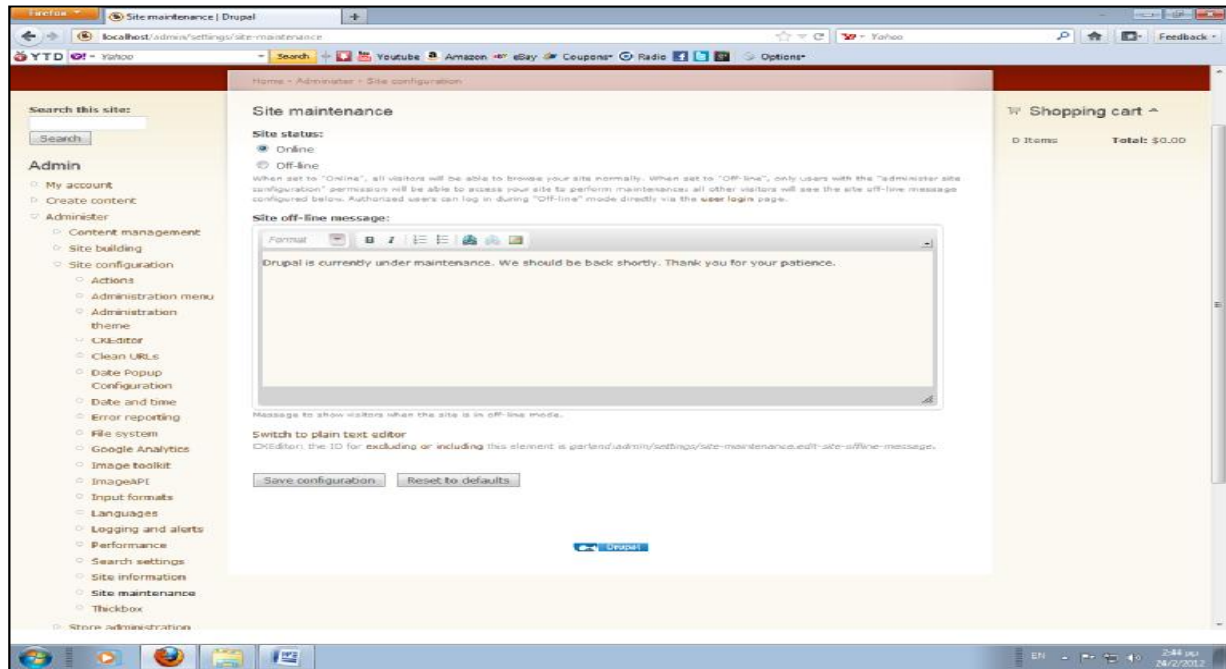 Firefox
Site maintenance | Drupal
localhost/admin/settings/site-maintenance
Yahoo
Feedback
YTD Yahoo Search Youtube Amazon eBay Coupons Radio Options
Home › Administer › Site configuration
Search this site:
Search
Admin
My account
Create content
Administer
Content management
Site building
Site configuration
Actions
Administration menu
Administration
theme
CKEditor
Clean URLs
Date Popup
Configuration
Date and time
Error reporting
File system
Google Analytics
Image toolkit
ImageAPI
Input formats
Languages
Logging and alerts
Performance
Search settings
Site information
Site maintenance
Thickbox
Store administration
Site maintenance
Site status:
Online
Off-line
When set to "Online", all visitors will be able to browse your site normally. When set to "Off-line", only users with the "administer site
configuration" permission will be able to access your site to perform maintenance; all other visitors will see the site off-line message
configured below. Authorized users can log in during "Off-line" mode directly via the user login page.
Site off-line message:
Format B I
Drupal is currently under maintenance. We should be back shortly. Thank you for your patience.
Message to show visitors when the site is in off-line mode.
Switch to plain text editor
CKEditor: the ID for excluding or including this element is garland:admin/settings/site-maintenance.edit-site-offline-message.
Save configuration Reset to defaults
Drupal
Shopping cart
0 Items Total: $0.00
EN
2:44 μμ
24/2/2012